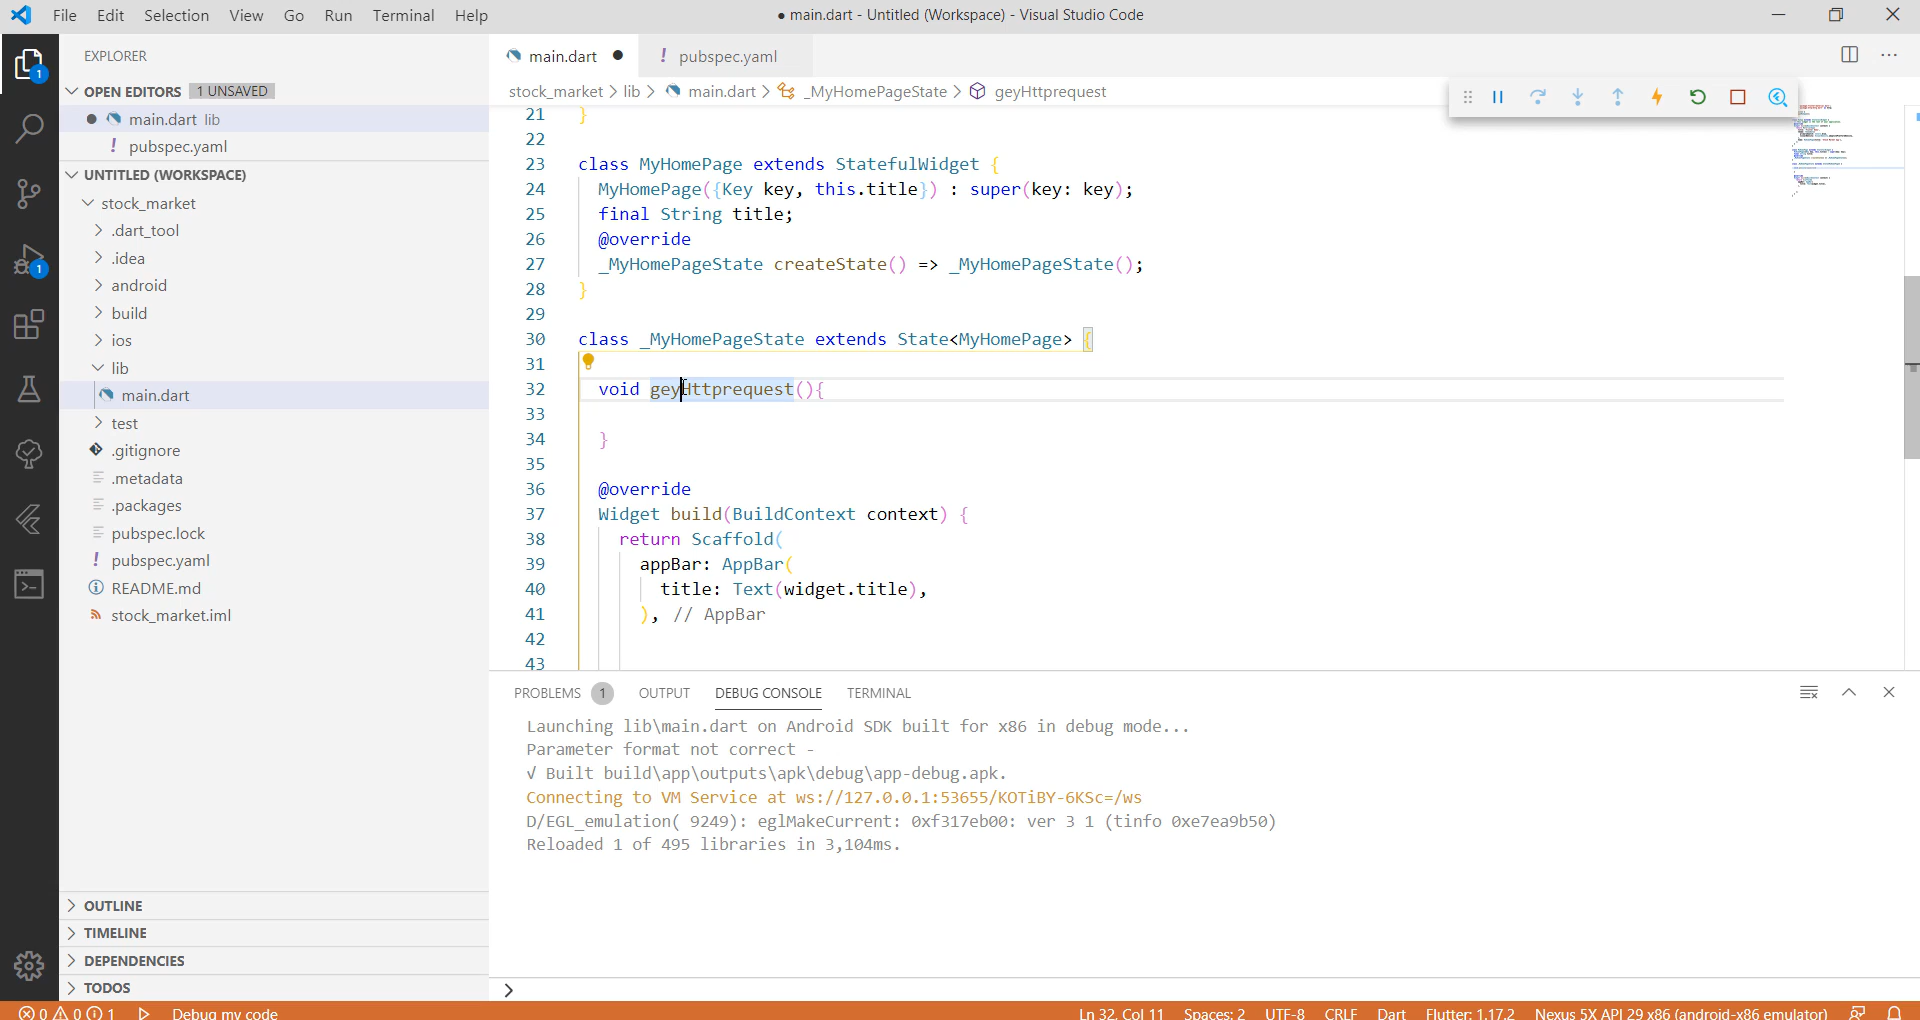 File Edit Selection View Go Run Terminal Help
● main.dart - Untitled (Workspace) - Visual Studio Code
EXPLORER
OPEN EDITORS 1 UNSAVED
main.dart lib
! pubspec.yaml
UNTITLED (WORKSPACE)
stock_market
.dart_tool
.idea
android
build
ios
lib
main.dart
test
.gitignore
.metadata
.packages
pubspec.lock
! pubspec.yaml
README.md
stock_market.iml
OUTLINE
TIMELINE
DEPENDENCIES
TODOS
1
1
main.dart ●
! pubspec.yaml
stock_market > lib > main.dart > _MyHomePageState > geyHttprequest
21 }
22
23 class MyHomePage extends StatefulWidget {
24 MyHomePage({Key key, this.title}) : super(key: key);
25 final String title;
26 @override
27 _MyHomePageState createState() => _MyHomePageState();
28 }
29
30 class _MyHomePageState extends State<MyHomePage> {
31
32 void geyHttprequest(){
33
34 }
35
36 @override
37 Widget build(BuildContext context) {
38 return Scaffold(
39 appBar: AppBar(
40 title: Text(widget.title),
41 ), // AppBar
42
43
PROBLEMS 1 OUTPUT DEBUG CONSOLE TERMINAL
Launching lib\main.dart on Android SDK built for x86 in debug mode...
Parameter format not correct -
√ Built build\app\outputs\apk\debug\app-debug.apk.
Connecting to VM Service at ws://127.0.0.1:53655/KOTiBY-6KSc=/ws
D/EGL_emulation( 9249): eglMakeCurrent: 0xf317eb00: ver 3 1 (tinfo 0xe7ea9b50)
Reloaded 1 of 495 libraries in 3,104ms.
>
0 0 1 Debug my code Ln 32, Col 11 Spaces: 2 UTF-8 CRLF Dart Flutter: 1.17.2 Nexus 5X API 29 x86 (android-x86 emulator)